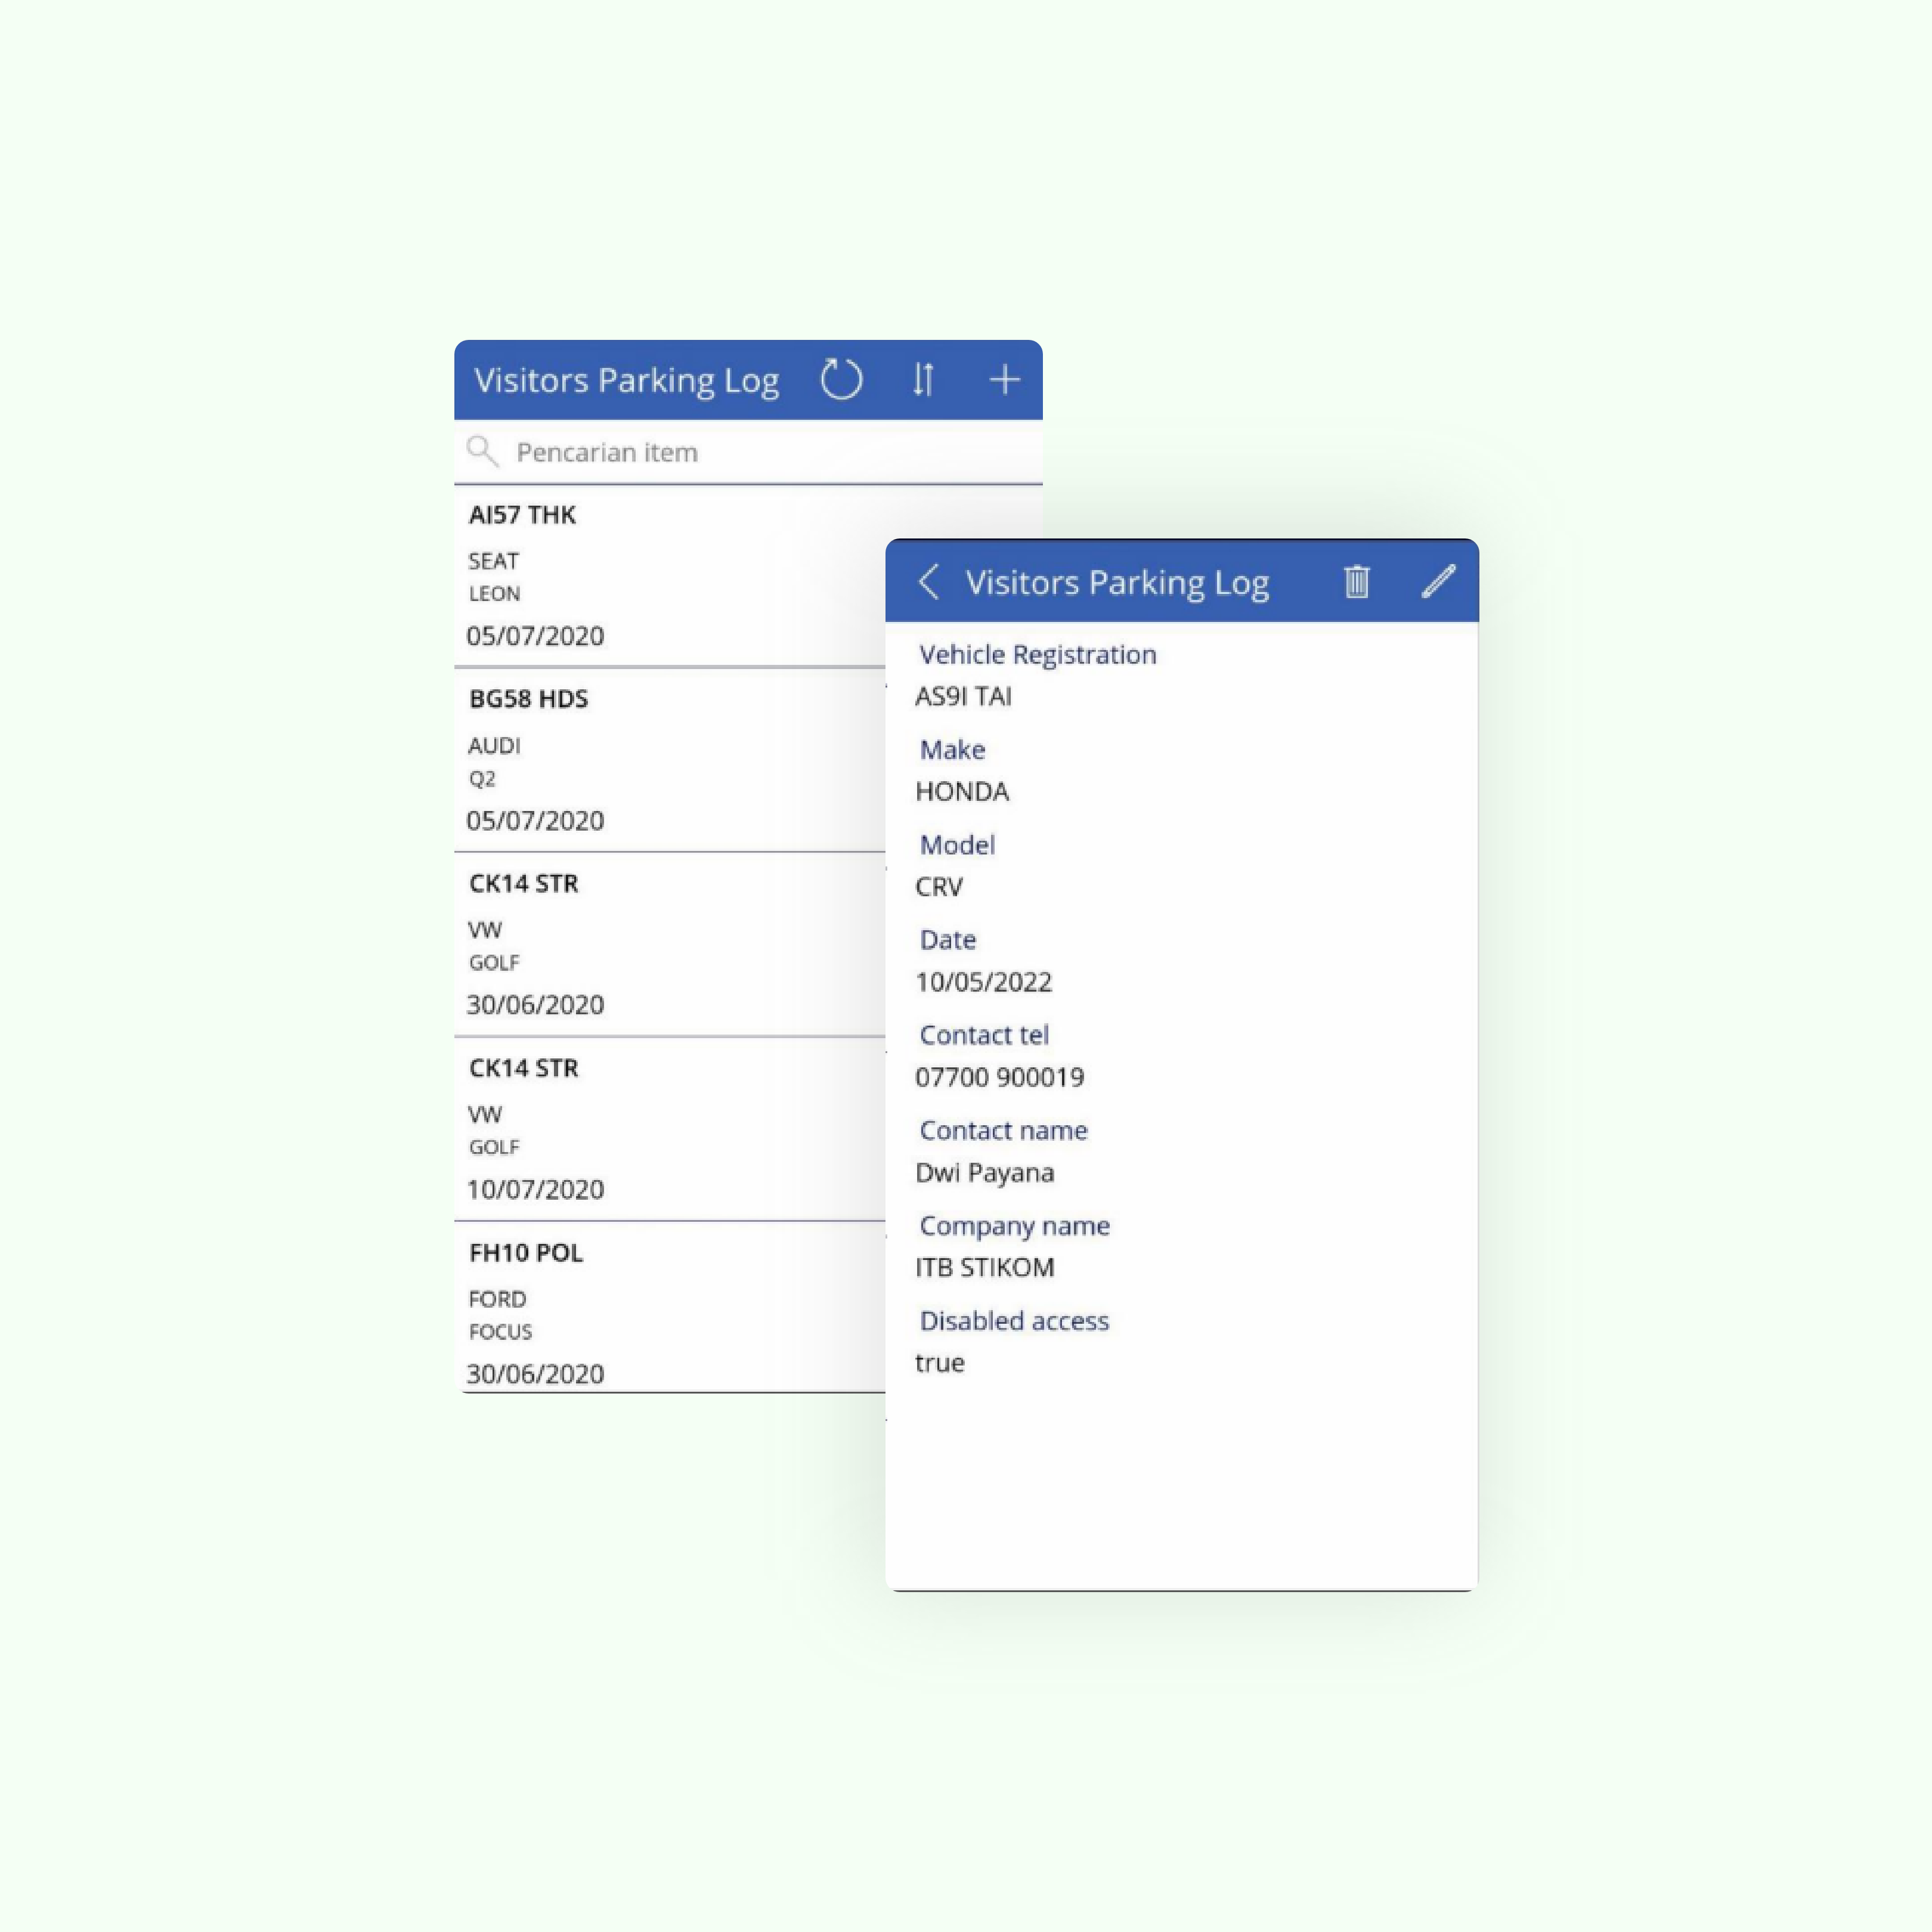 Visitors Parking Log
Pencarian item
AI57 THK
SEAT
LEON
05/07/2020
BG58 HDS
AUDI
Q2
05/07/2020
CK14 STR
VW
GOLF
30/06/2020
CK14 STR
VW
GOLF
10/07/2020
FH10 POL
FORD
FOCUS
30/06/2020
Visitors Parking Log
Vehicle Registration
AS9I TAI
Make
HONDA
Model
CRV
Date
10/05/2022
Contact tel
07700 900019
Contact name
Dwi Payana
Company name
ITB STIKOM
Disabled access
true